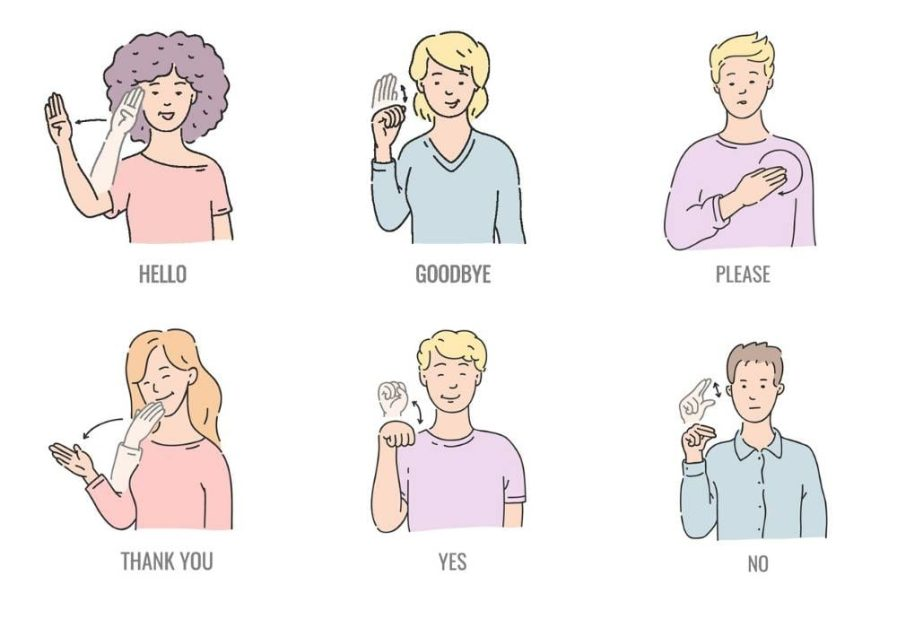 HELLO
GOODBYE
PLEASE
THANK YOU
YES
NO